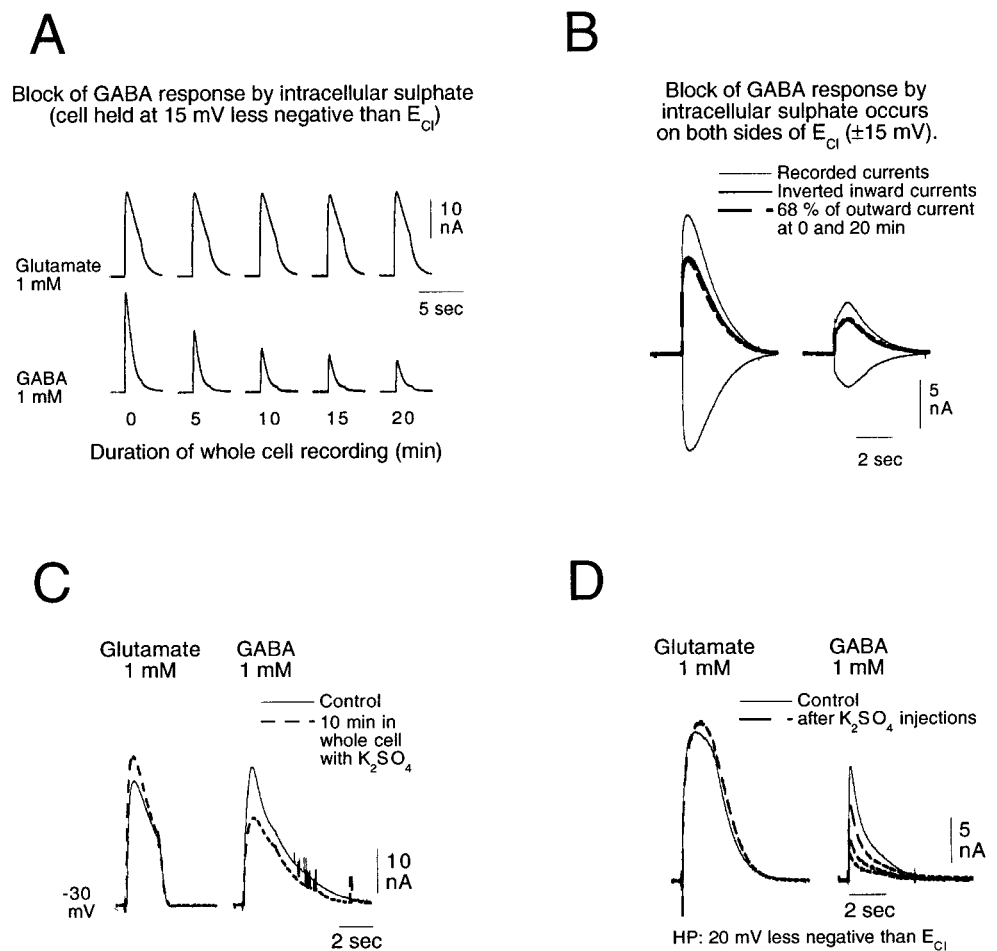 A
Block of GABA response by intracellular sulphate
(cell held at 15 mV less negative than E_Cl)
10
nA
Glutamate
1 mM
5 sec
GABA
1 mM
0 5 10 15 20
Duration of whole cell recording (min)
B
Block of GABA response by
intracellular sulphate occurs
on both sides of E_Cl (±15 mV).
Recorded currents
Inverted inward currents
68 % of outward current
at 0 and 20 min
5
nA
2 sec
C
Glutamate
1 mM
GABA
1 mM
Control
10 min in
whole cell
with K2SO4
-30
mV
10
nA
2 sec
D
Glutamate
1 mM
GABA
1 mM
Control
after K2SO4 injections
5
nA
2 sec
HP: 20 mV less negative than E_Cl